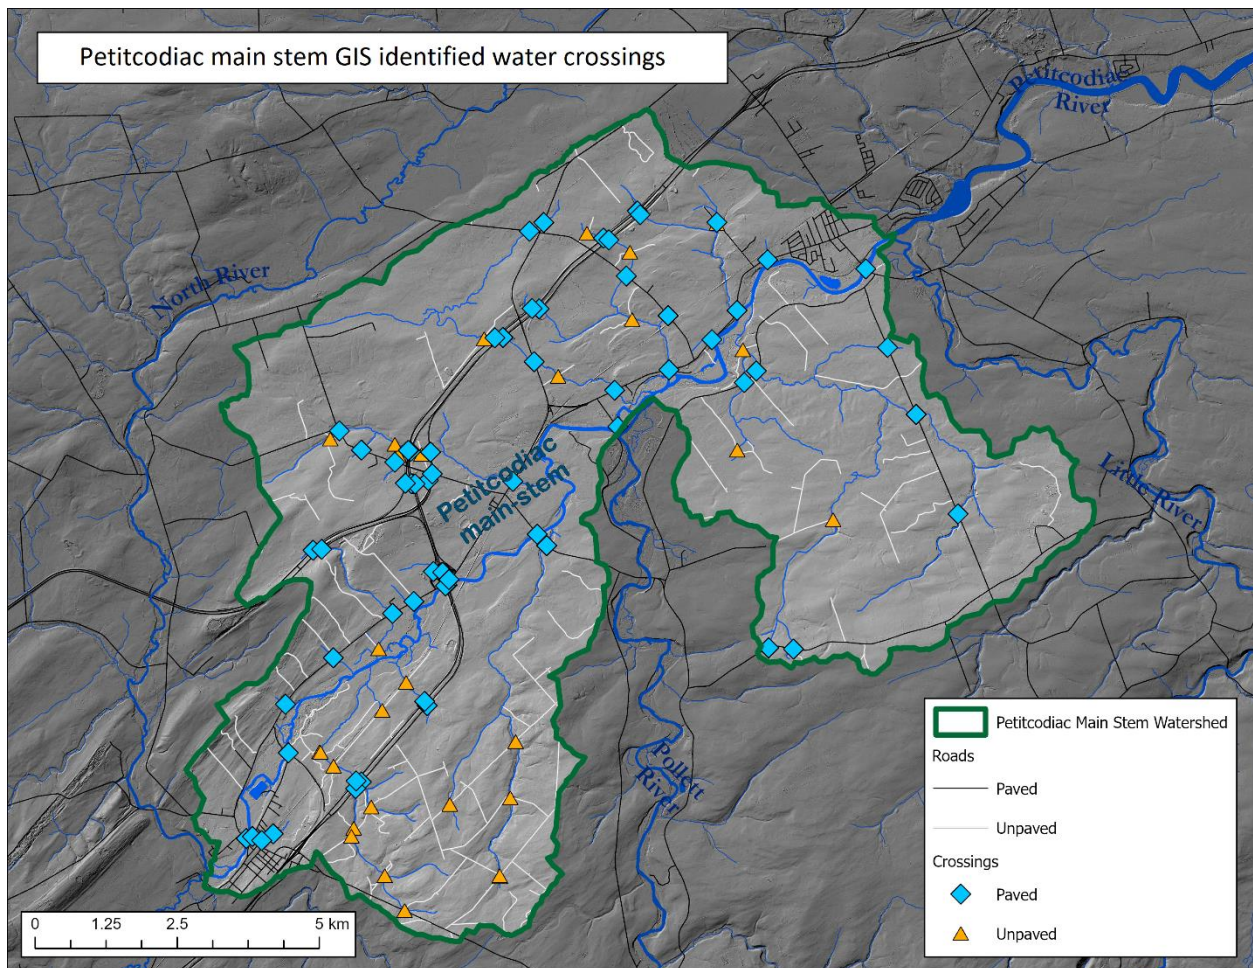 Petitcodiac main stem GIS identified water crossings
Petitcodiac
River
North River
Petitcodiac
main-stem
Little River
Pollett
River
Petitcodiac Main Stem Watershed
Roads
Paved
Unpaved
Crossings
Paved
Unpaved
0 1.25 2.5 5 km